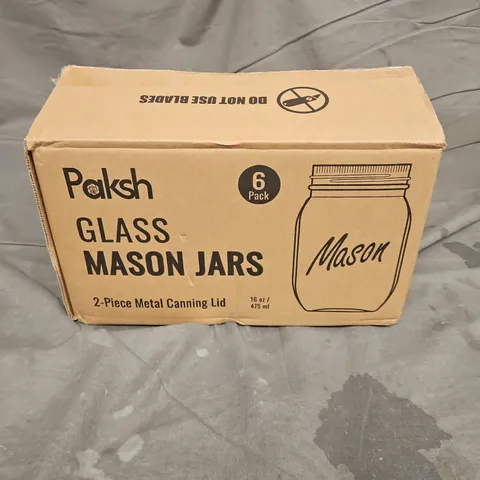 DO NOT USE BLADES
Paksh
6
Pack
GLASS
MASON JARS
2-Piece Metal Canning Lid
16 oz /
475 ml
Mason